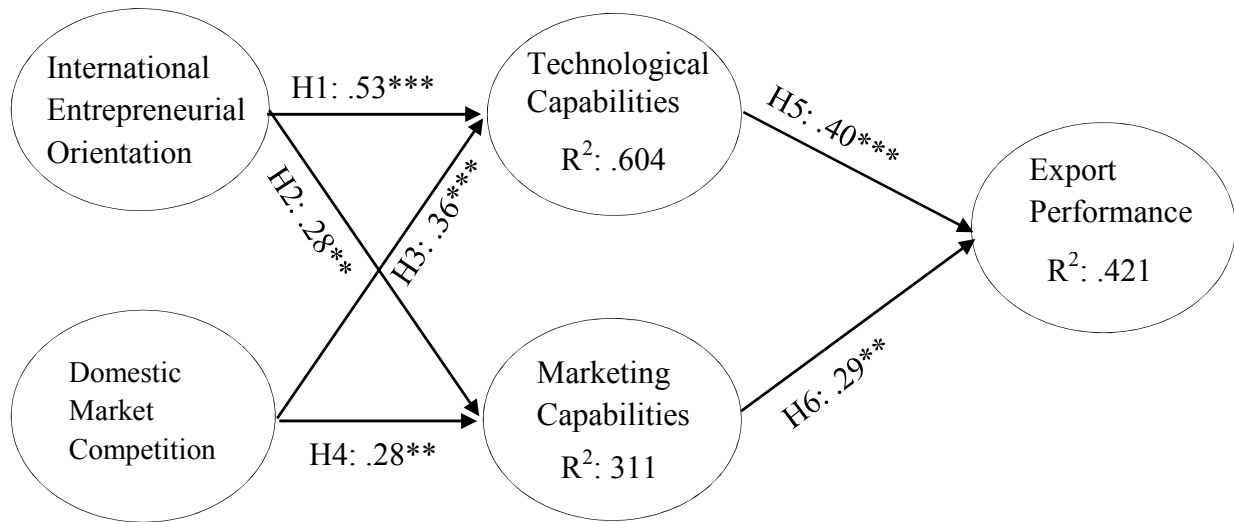 International
Entrepreneurial
Orientation
H1: .53***
Technological
Capabilities
R²: .604
H5: .40***
H2: .28**
H3: .36***
Export
Performance
R²: .421
Domestic
Market
Competition
H4: .28**
Marketing
Capabilities
R²: 311
H6: .29**